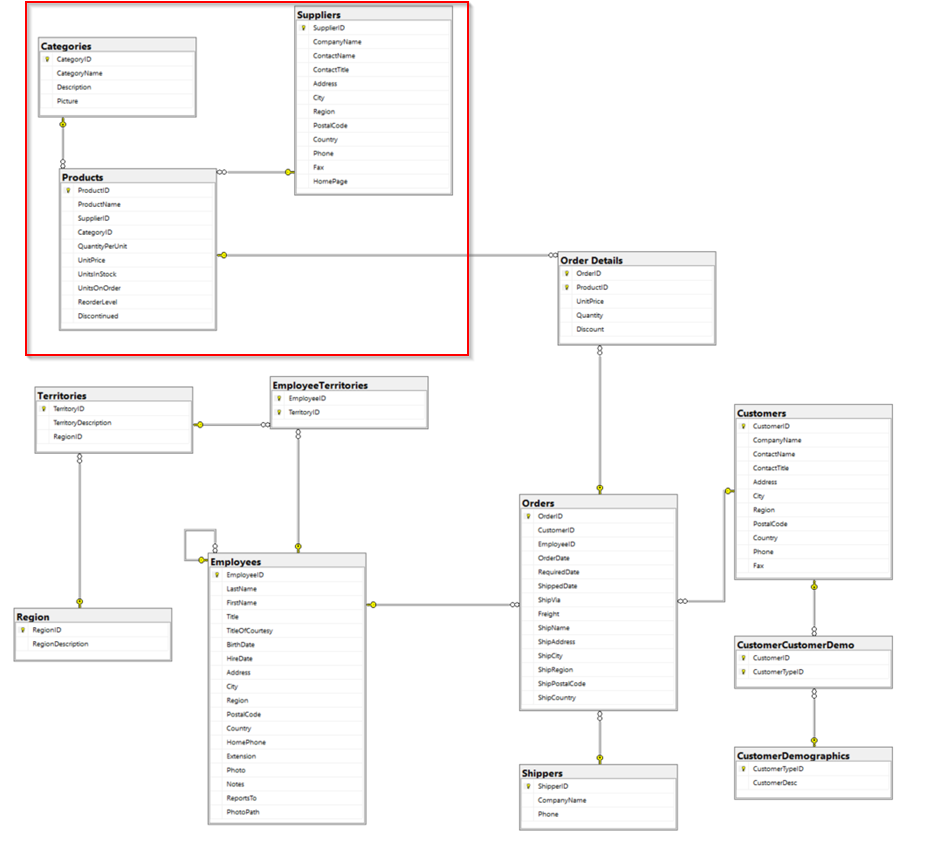 Categories
CategoryID
CategoryName
Description
Picture
Suppliers
SupplierID
CompanyName
ContactName
ContactTitle
Address
City
Region
PostalCode
Country
Phone
Fax
HomePage
Products
ProductID
ProductName
SupplierID
CategoryID
QuantityPerUnit
UnitPrice
UnitsInStock
UnitsOnOrder
ReorderLevel
Discontinued
Order Details
OrderID
ProductID
UnitPrice
Quantity
Discount
Territories
TerritoryID
TerritoryDescription
RegionID
EmployeeTerritories
EmployeeID
TerritoryID
Customers
CustomerID
CompanyName
ContactName
ContactTitle
Address
City
Region
PostalCode
Country
Phone
Fax
Orders
OrderID
CustomerID
EmployeeID
OrderDate
RequiredDate
ShippedDate
ShipVia
Freight
ShipName
ShipAddress
ShipCity
ShipRegion
ShipPostalCode
ShipCountry
Employees
EmployeeID
LastName
FirstName
Title
TitleOfCourtesy
BirthDate
HireDate
Address
City
Region
PostalCode
Country
HomePhone
Extension
Photo
Notes
ReportsTo
PhotoPath
Region
RegionID
RegionDescription
CustomerCustomerDemo
CustomerID
CustomerTypeID
CustomerDemographics
CustomerTypeID
CustomerDesc
Shippers
ShipperID
CompanyName
Phone